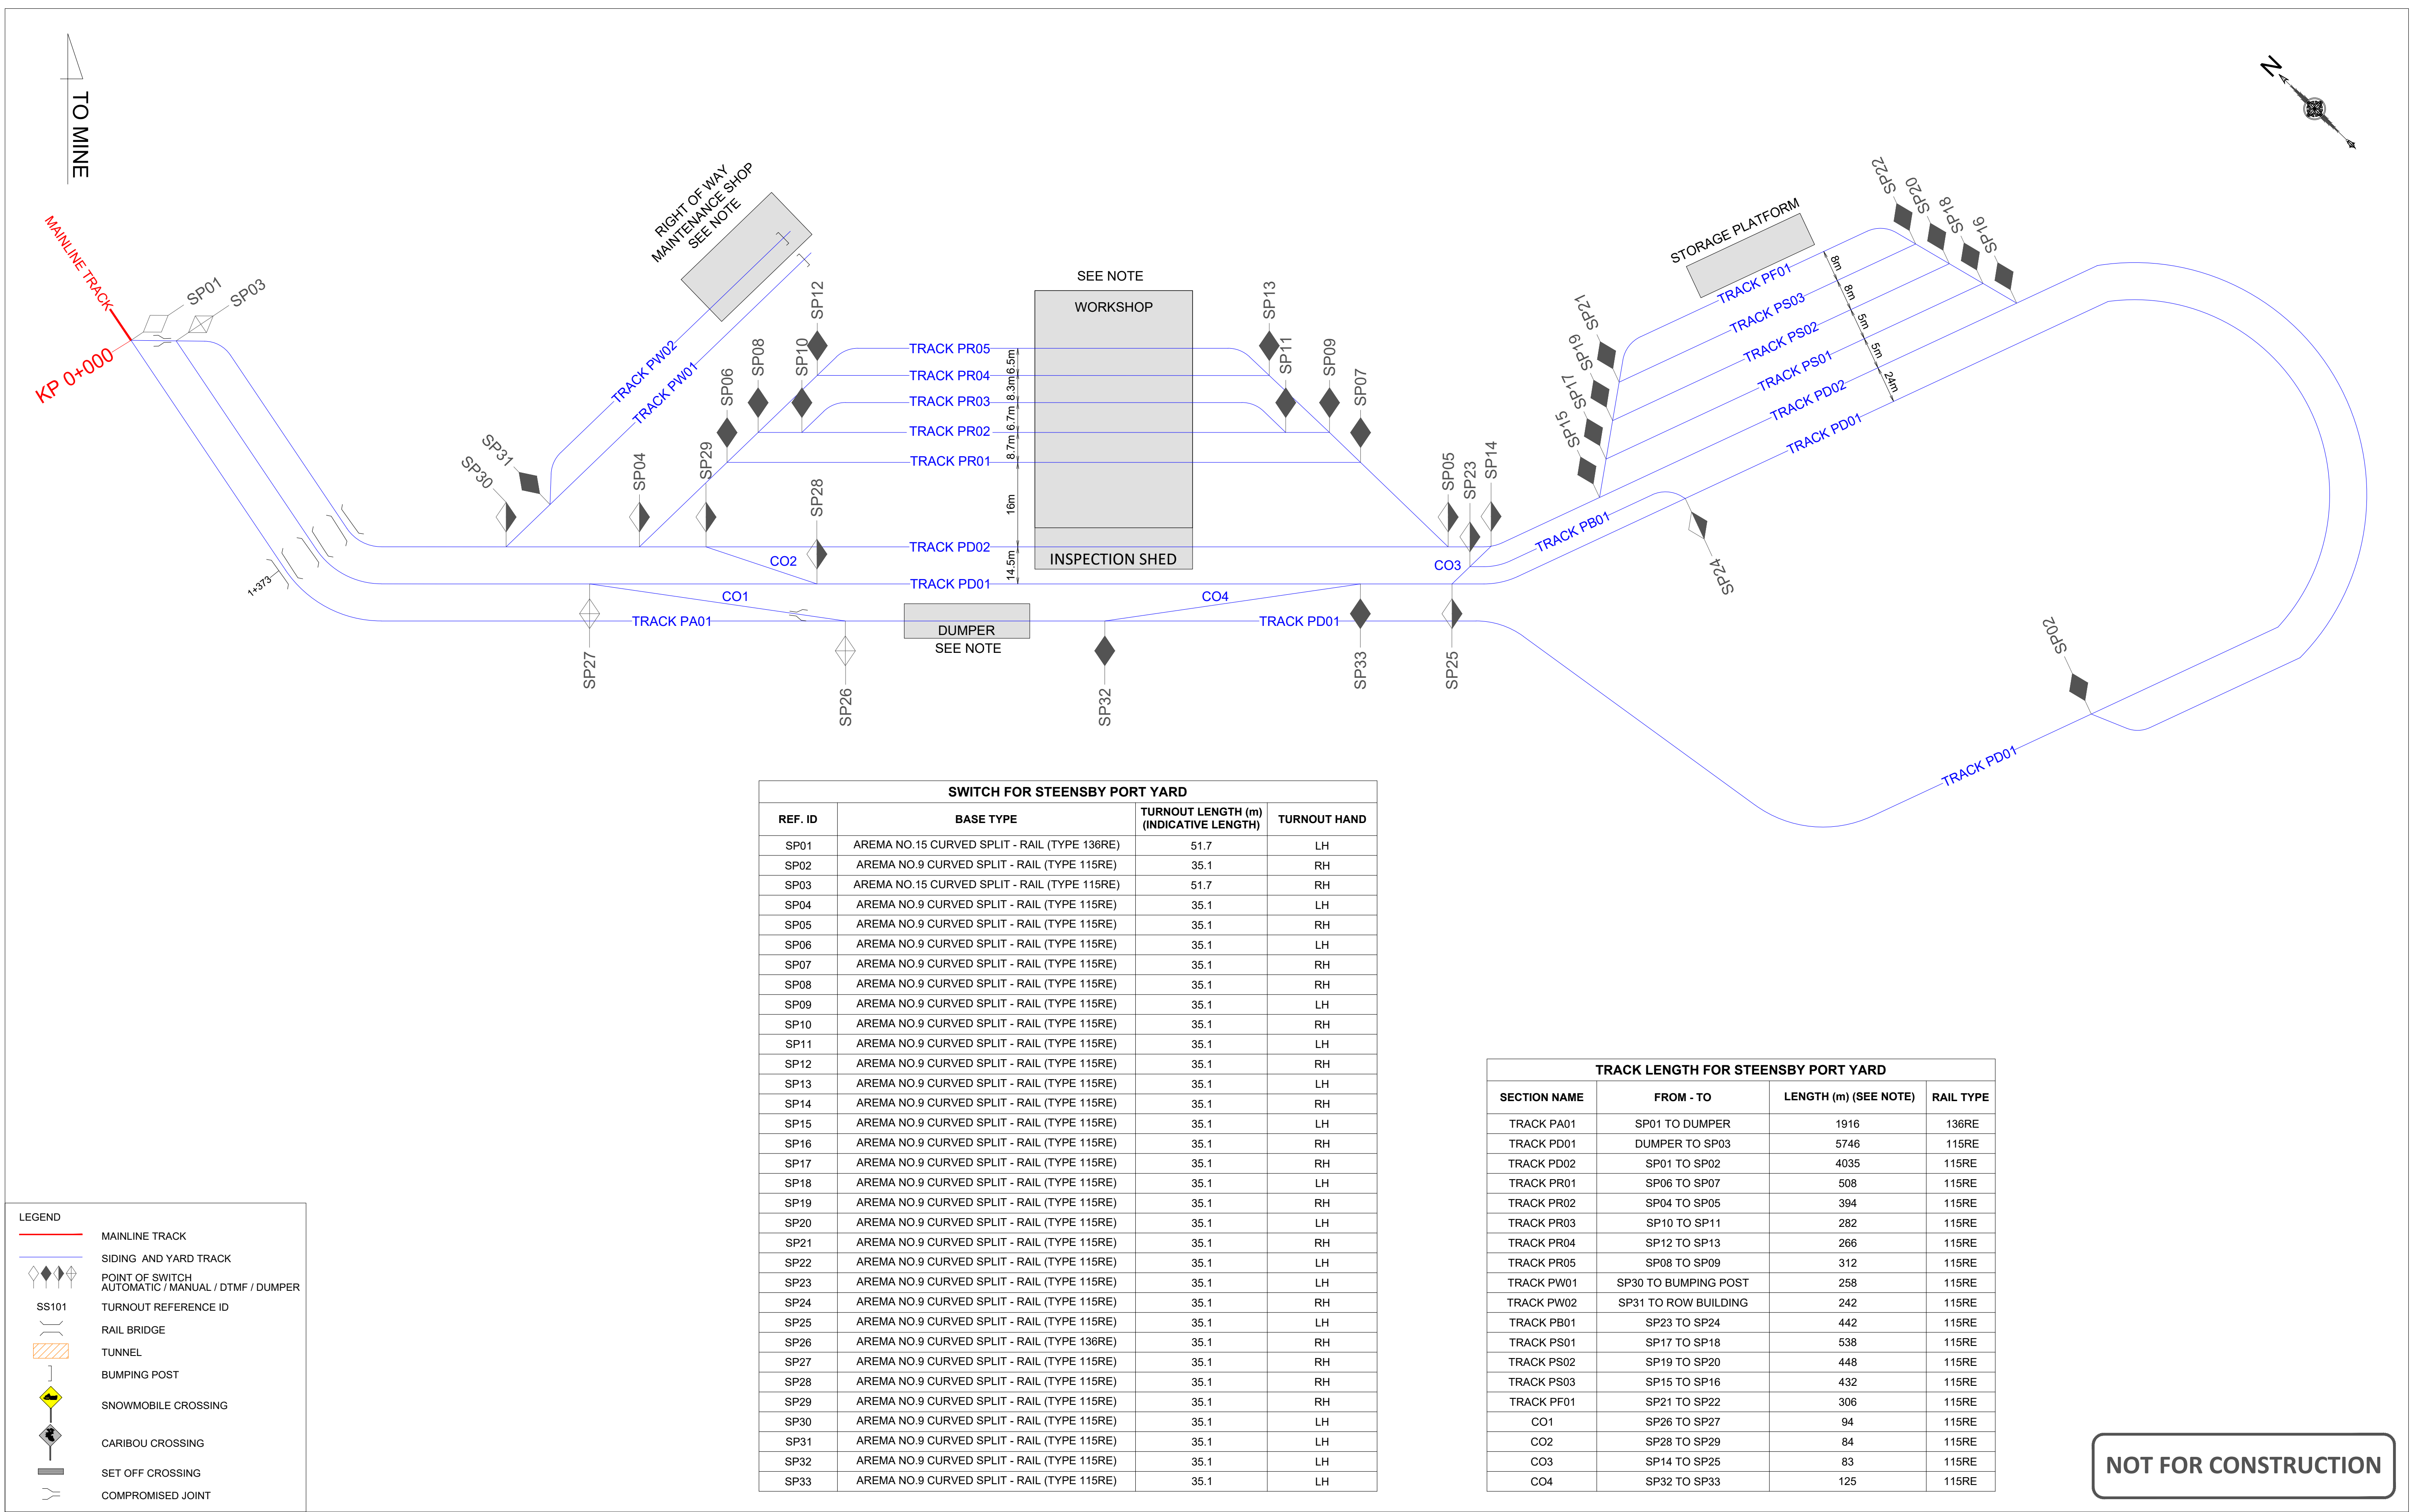 TO MINE
N
MAINLINE TRACK
KP 0+000
SP01
SP03
1+373
RIGHT OF WAY
MAINTENANCE SHOP
SEE NOTE
TRACK PW02
TRACK PW01
SP31
SP30
SP04
SP29
SP06
SP08
SP10
SP12
SP28
SEE NOTE
WORKSHOP
INSPECTION SHED
TRACK PR05
TRACK PR04
TRACK PR03
TRACK PR02
TRACK PR01
TRACK PD02
TRACK PD01
6.5m
8.3m
6.7m
8.7m
16m
14.5m
SP13
SP11
SP09
SP07
SP05
SP23
SP14
CO2
CO1
CO3
CO4
TRACK PA01
DUMPER
SEE NOTE
TRACK PD01
SP27
SP26
SP32
SP33
SP25
STORAGE PLATFORM
SP22
SP20
SP18
SP16
SP21
SP19
SP17
SP15
TRACK PF01
TRACK PS03
TRACK PS02
TRACK PS01
TRACK PD02
TRACK PD01
8m
8m
5m
5m
24m
TRACK PB01
SP24
SP02
TRACK PD01
SWITCH FOR STEENSBY PORT YARD
REF. ID BASE TYPE TURNOUT LENGTH (m) (INDICATIVE LENGTH) TURNOUT HAND
SP01 AREMA NO.15 CURVED SPLIT - RAIL (TYPE 136RE) 51.7 LH
SP02 AREMA NO.9 CURVED SPLIT - RAIL (TYPE 115RE) 35.1 RH
SP03 AREMA NO.15 CURVED SPLIT - RAIL (TYPE 115RE) 51.7 RH
SP04 AREMA NO.9 CURVED SPLIT - RAIL (TYPE 115RE) 35.1 LH
SP05 AREMA NO.9 CURVED SPLIT - RAIL (TYPE 115RE) 35.1 RH
SP06 AREMA NO.9 CURVED SPLIT - RAIL (TYPE 115RE) 35.1 LH
SP07 AREMA NO.9 CURVED SPLIT - RAIL (TYPE 115RE) 35.1 RH
SP08 AREMA NO.9 CURVED SPLIT - RAIL (TYPE 115RE) 35.1 RH
SP09 AREMA NO.9 CURVED SPLIT - RAIL (TYPE 115RE) 35.1 LH
SP10 AREMA NO.9 CURVED SPLIT - RAIL (TYPE 115RE) 35.1 RH
SP11 AREMA NO.9 CURVED SPLIT - RAIL (TYPE 115RE) 35.1 LH
SP12 AREMA NO.9 CURVED SPLIT - RAIL (TYPE 115RE) 35.1 RH
SP13 AREMA NO.9 CURVED SPLIT - RAIL (TYPE 115RE) 35.1 LH
SP14 AREMA NO.9 CURVED SPLIT - RAIL (TYPE 115RE) 35.1 RH
SP15 AREMA NO.9 CURVED SPLIT - RAIL (TYPE 115RE) 35.1 LH
SP16 AREMA NO.9 CURVED SPLIT - RAIL (TYPE 115RE) 35.1 RH
SP17 AREMA NO.9 CURVED SPLIT - RAIL (TYPE 115RE) 35.1 RH
SP18 AREMA NO.9 CURVED SPLIT - RAIL (TYPE 115RE) 35.1 LH
SP19 AREMA NO.9 CURVED SPLIT - RAIL (TYPE 115RE) 35.1 RH
SP20 AREMA NO.9 CURVED SPLIT - RAIL (TYPE 115RE) 35.1 LH
SP21 AREMA NO.9 CURVED SPLIT - RAIL (TYPE 115RE) 35.1 RH
SP22 AREMA NO.9 CURVED SPLIT - RAIL (TYPE 115RE) 35.1 LH
SP23 AREMA NO.9 CURVED SPLIT - RAIL (TYPE 115RE) 35.1 LH
SP24 AREMA NO.9 CURVED SPLIT - RAIL (TYPE 115RE) 35.1 RH
SP25 AREMA NO.9 CURVED SPLIT - RAIL (TYPE 115RE) 35.1 LH
SP26 AREMA NO.9 CURVED SPLIT - RAIL (TYPE 136RE) 35.1 RH
SP27 AREMA NO.9 CURVED SPLIT - RAIL (TYPE 115RE) 35.1 RH
SP28 AREMA NO.9 CURVED SPLIT - RAIL (TYPE 115RE) 35.1 RH
SP29 AREMA NO.9 CURVED SPLIT - RAIL (TYPE 115RE) 35.1 RH
SP30 AREMA NO.9 CURVED SPLIT - RAIL (TYPE 115RE) 35.1 LH
SP31 AREMA NO.9 CURVED SPLIT - RAIL (TYPE 115RE) 35.1 LH
SP32 AREMA NO.9 CURVED SPLIT - RAIL (TYPE 115RE) 35.1 LH
SP33 AREMA NO.9 CURVED SPLIT - RAIL (TYPE 115RE) 35.1 LH
TRACK LENGTH FOR STEENSBY PORT YARD
SECTION NAME FROM - TO LENGTH (m) (SEE NOTE) RAIL TYPE
TRACK PA01 SP01 TO DUMPER 1916 136RE
TRACK PD01 DUMPER TO SP03 5746 115RE
TRACK PD02 SP01 TO SP02 4035 115RE
TRACK PR01 SP06 TO SP07 508 115RE
TRACK PR02 SP04 TO SP05 394 115RE
TRACK PR03 SP10 TO SP11 282 115RE
TRACK PR04 SP12 TO SP13 266 115RE
TRACK PR05 SP08 TO SP09 312 115RE
TRACK PW01 SP30 TO BUMPING POST 258 115RE
TRACK PW02 SP31 TO ROW BUILDING 242 115RE
TRACK PB01 SP23 TO SP24 442 115RE
TRACK PS01 SP17 TO SP18 538 115RE
TRACK PS02 SP19 TO SP20 448 115RE
TRACK PS03 SP15 TO SP16 432 115RE
TRACK PF01 SP21 TO SP22 306 115RE
CO1 SP26 TO SP27 94 115RE
CO2 SP28 TO SP29 84 115RE
CO3 SP14 TO SP25 83 115RE
CO4 SP32 TO SP33 125 115RE
LEGEND
MAINLINE TRACK
SIDING AND YARD TRACK
POINT OF SWITCH
AUTOMATIC / MANUAL / DTMF / DUMPER
SS101 TURNOUT REFERENCE ID
RAIL BRIDGE
TUNNEL
BUMPING POST
SNOWMOBILE CROSSING
CARIBOU CROSSING
SET OFF CROSSING
COMPROMISED JOINT
NOT FOR CONSTRUCTION